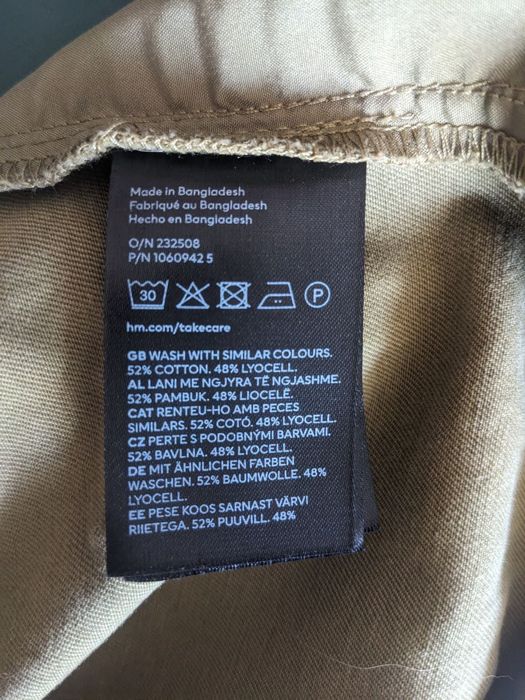 Made in Bangladesh
Fabriqué au Bangladesh
Hecho en Bangladesh
O/N 232508
P/N 1060942 5
30 P
hm.com/takecare
GB WASH WITH SIMILAR COLOURS.
52% COTTON. 48% LYOCELL.
AL LANI ME NGJYRA TË NGJASHME.
52% PAMBUK. 48% LIOCELË.
CAT RENTEU-HO AMB PECES
SIMILARS. 52% COTÓ. 48% LYOCELL.
CZ PERTE S PODOBNÝMI BARVAMI.
52% BAVLNA. 48% LYOCELL.
DE MIT ÄHNLICHEN FARBEN
WASCHEN. 52% BAUMWOLLE. 48%
LYOCELL.
EE PESE KOOS SARNAST VÄRVI
RIIETEGA. 52% PUUVILL. 48%